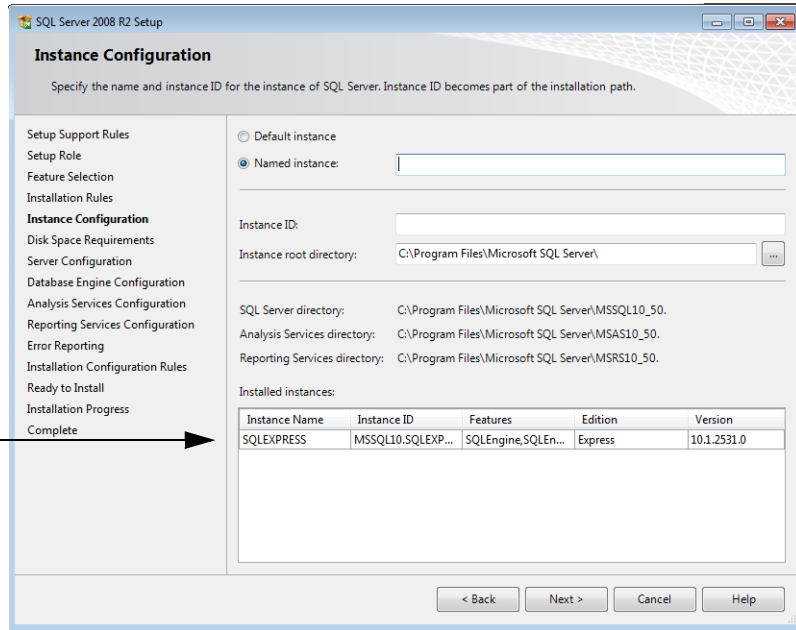 SQL Server 2008 R2 Setup
Instance Configuration
Specify the name and instance ID for the instance of SQL Server. Instance ID becomes part of the installation path.
Setup Support Rules
Setup Role
Feature Selection
Installation Rules
Instance Configuration
Disk Space Requirements
Server Configuration
Database Engine Configuration
Analysis Services Configuration
Reporting Services Configuration
Error Reporting
Installation Configuration Rules
Ready to Install
Installation Progress
Complete
Default instance
Named instance:
Instance ID:
Instance root directory: C:\Program Files\Microsoft SQL Server\ ...
SQL Server directory: C:\Program Files\Microsoft SQL Server\MSSQL10_50.
Analysis Services directory: C:\Program Files\Microsoft SQL Server\MSAS10_50.
Reporting Services directory: C:\Program Files\Microsoft SQL Server\MSRS10_50.
Installed instances:
Instance Name Instance ID Features Edition Version
SQLEXPRESS MSSQL10.SQLEXP... SQLEngine,SQLEn... Express 10.1.2531.0
< Back Next > Cancel Help